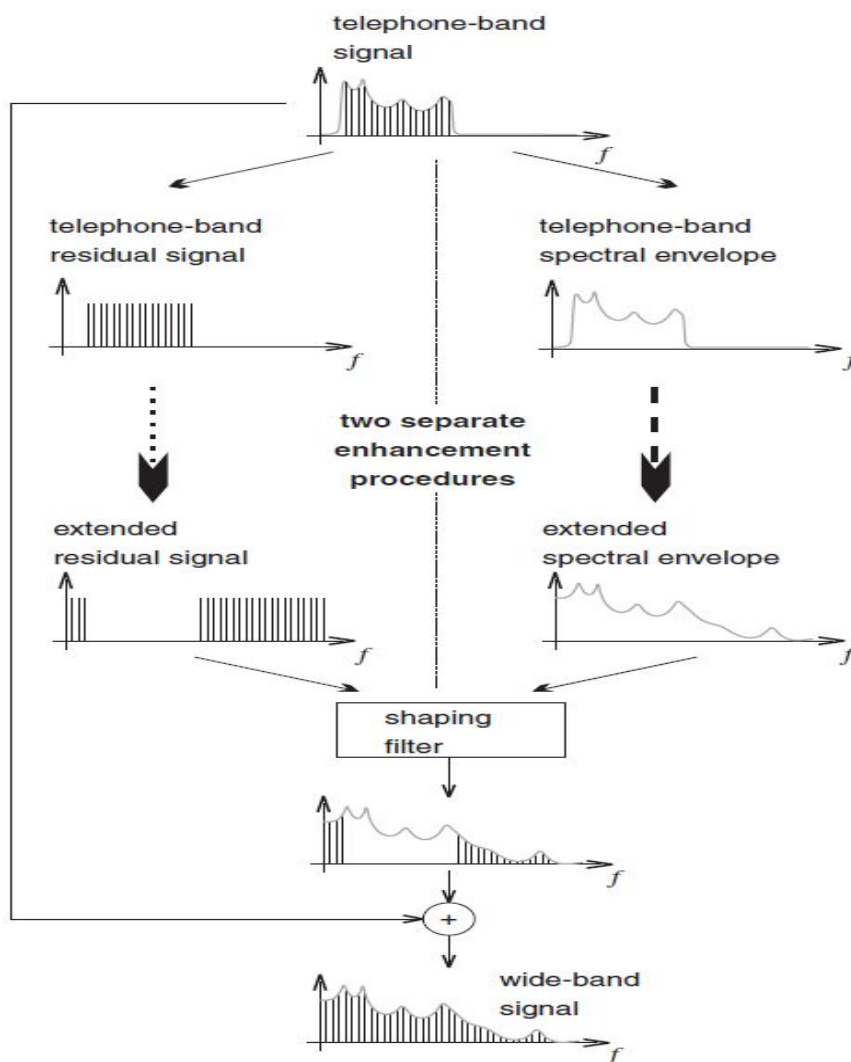 telephone-band
signal
f
telephone-band
residual signal
f
telephone-band
spectral envelope
f
two separate
enhancement
procedures
extended
residual signal
f
extended
spectral envelope
f
shaping
filter
f
+
wide-band
signal
f